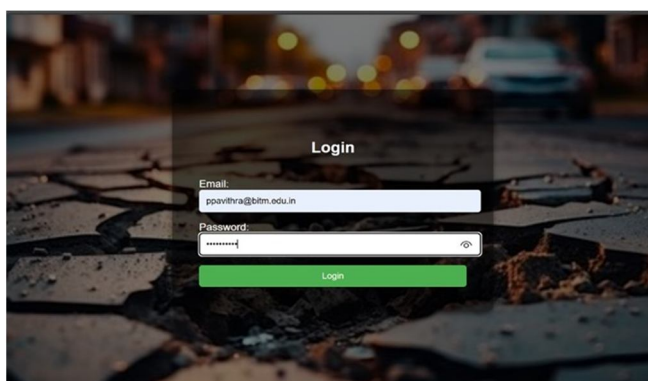 Login
Email:
ppavithra@bitm.edu.in
Password:
••••••••••
Login